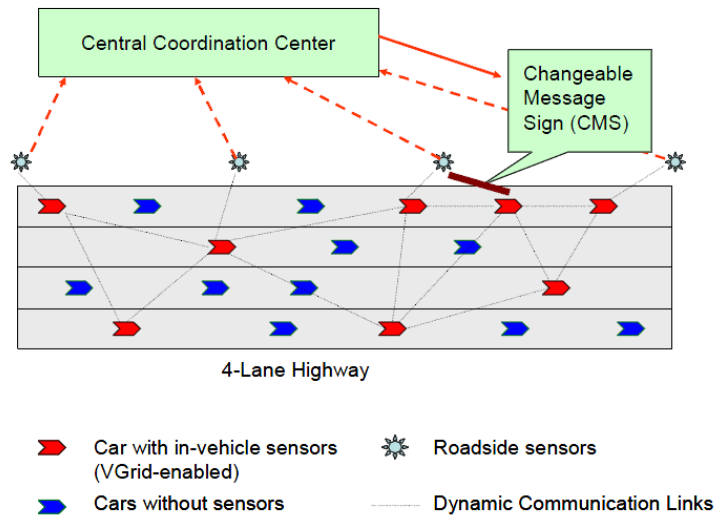 Central Coordination Center
Changeable
Message
Sign (CMS)
4-Lane Highway
Car with in-vehicle sensors
(VGrid-enabled)
Roadside sensors
Cars without sensors
Dynamic Communication Links